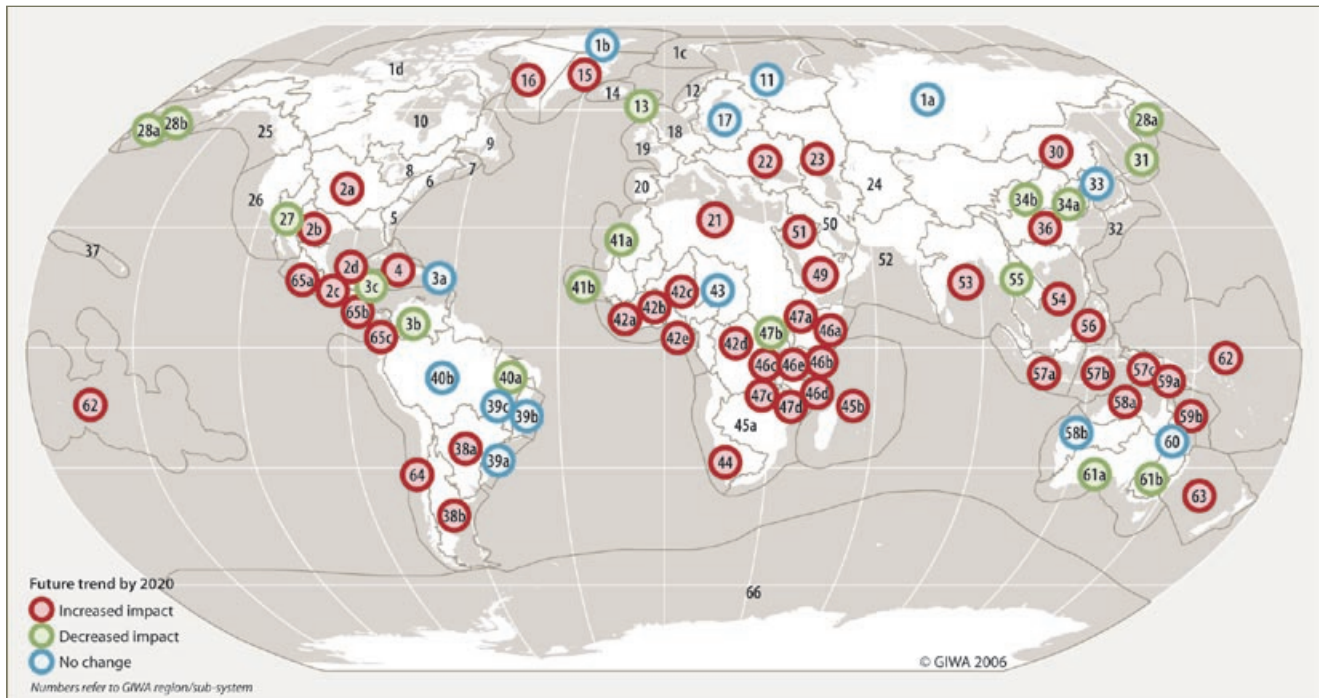 1b
1c
1d
16
15
11
14
12
1a
13
28a
28b
17
28a
10
25
18
9
30
31
19
22
23
7
8
6
33
20
24
2a
34b
34a
26
27
5
21
50
36
32
2b
51
41a
37
52
2d
4
49
53
55
65a
3a
2c
3c
41b
42c
43
54
42b
65b
42a
47a
56
3b
46a
65c
42e
47b
42d
62
46c
46e
46b
57a
57b
57c
59a
40b
40a
47c
46d
58a
62
39c
47d
45b
39b
59b
45a
58b
60
38a
39a
44
64
61a
61b
63
38b
66
Future trend by 2020
Increased impact
Decreased impact
No change
© GIWA 2006
Numbers refer to GIWA region/sub-system